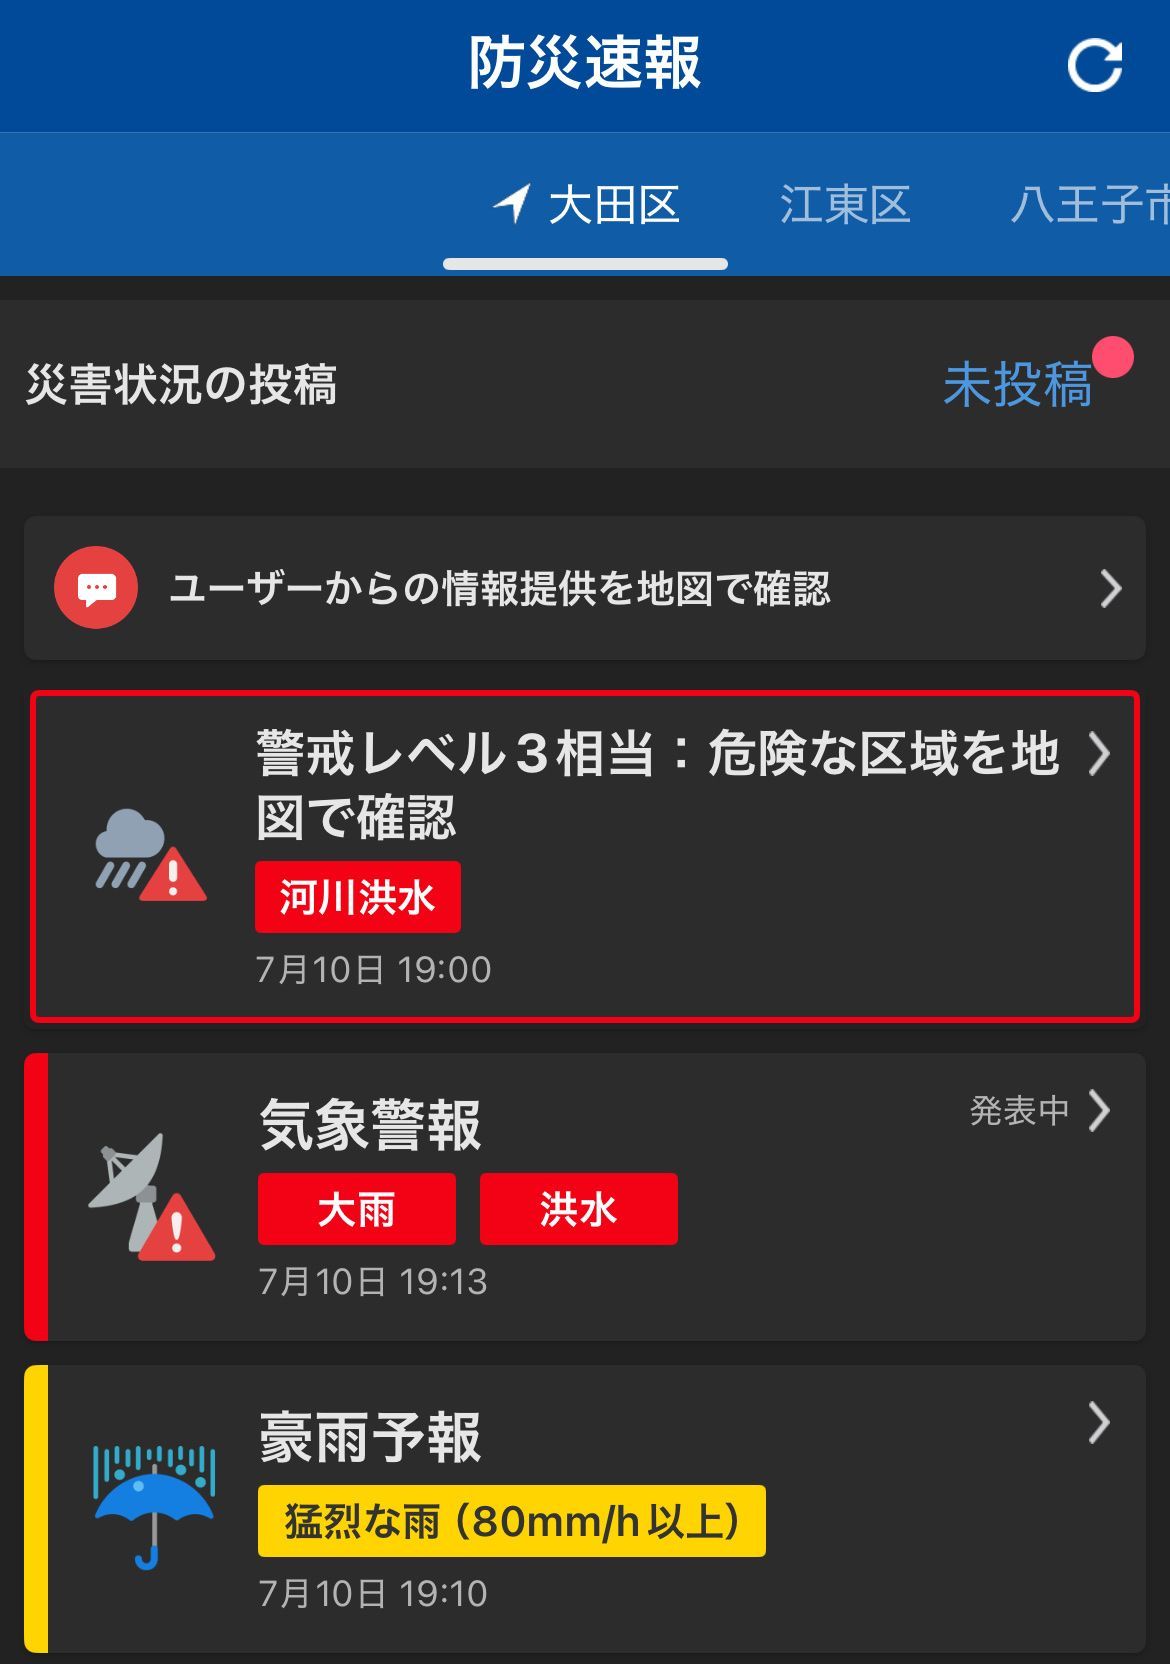 防災速報
大田区 江東区 八王子市
災害状況の投稿 未投稿
ユーザーからの情報提供を地図で確認
警戒レベル3相当：危険な区域を地
図で確認
河川洪水
7月10日 19:00
気象警報 発表中
大雨 洪水
7月10日 19:13
豪雨予報
猛烈な雨（80mm/h以上）
7月10日 19:10